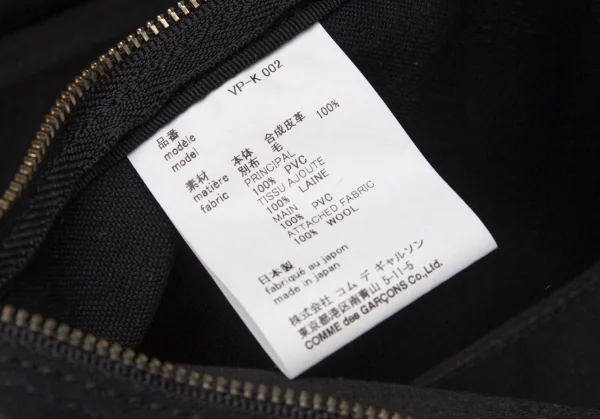 品番 VP-K 002
modèle
model
素材 本体 合成皮革 100%
matière 別布 毛
fabric PRINCIPAL
100% PVC
TISSU AJOUTE
100% LAINE
MAIN
100% PVC
ATTACHED FABRIC
100% WOOL
日本製
fabriqué au japon
made in japan
株式会社 コム デ ギャルソン
東京都港区南青山 5-11-5
COMME des GARÇONS Co.,Ltd.